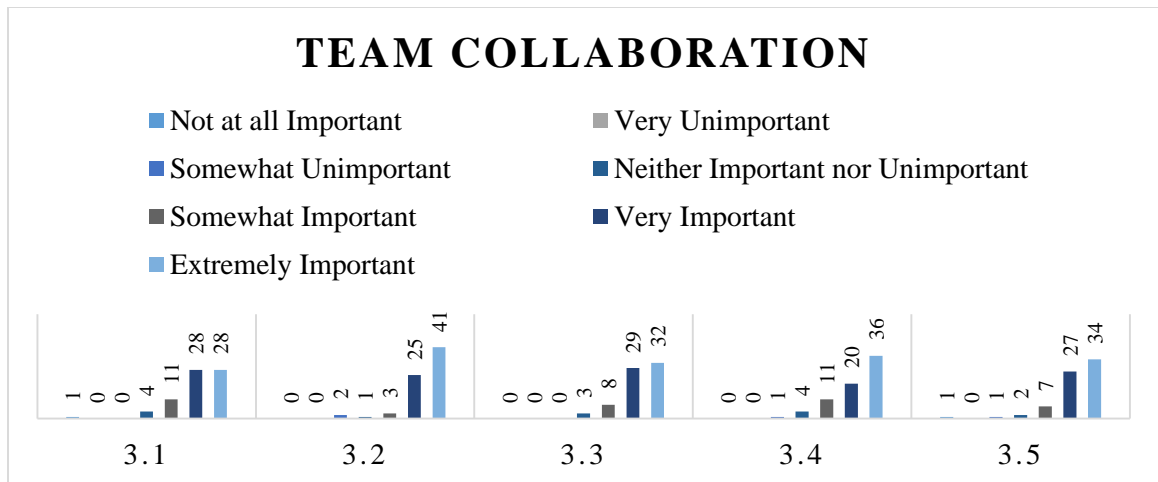 TEAM COLLABORATION
Not at all Important Very Unimportant
Somewhat Unimportant Neither Important nor Unimportant
Somewhat Important Very Important
Extremely Important
1 0 0 4 11 28 28 0 0 2 1 3 25 41 0 0 0 3 8 29 32 0 0 1 4 11 20 36 1 0 1 2 7 27 34
3.1 3.2 3.3 3.4 3.5